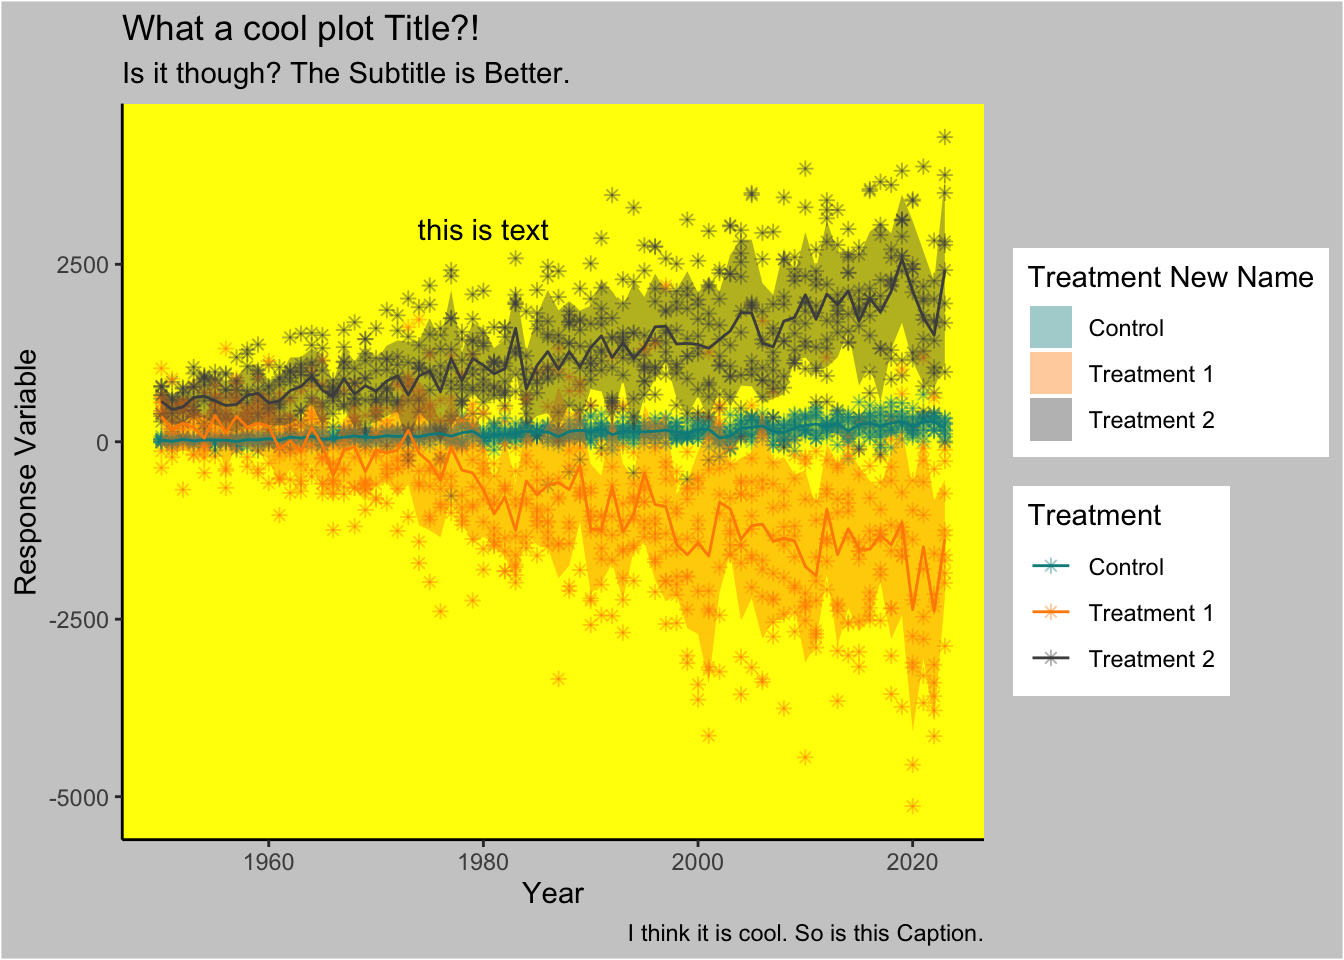 What a cool plot Title?!
Is it though? The Subtitle is Better.
this is text
2500
0
-2500
-5000
Response Variable
1960 1980 2000 2020
Year
I think it is cool. So is this Caption.
Treatment New Name
Control
Treatment 1
Treatment 2
Treatment
Control
Treatment 1
Treatment 2